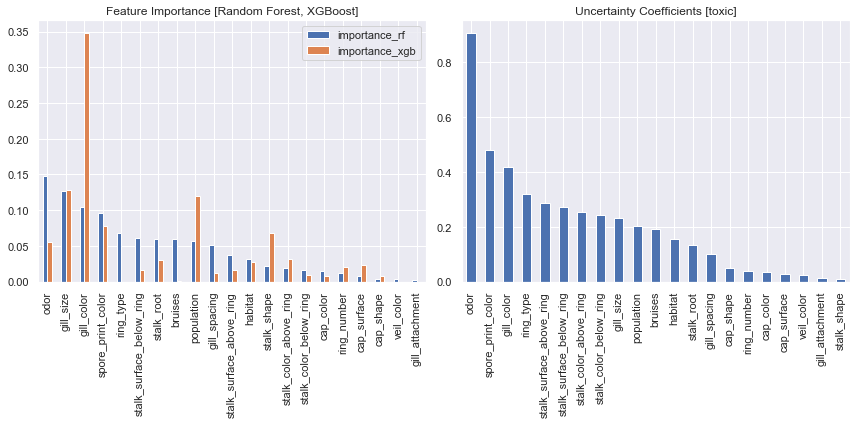 Feature Importance [Random Forest, XGBoost]
importance_rf
importance_xgb
0.35
0.30
0.25
0.20
0.15
0.10
0.05
0.00
odor
gill_size
gill_color
spore_print_color
ring_type
stalk_surface_below_ring
stalk_root
bruises
population
gill_spacing
stalk_surface_above_ring
habitat
stalk_shape
stalk_color_above_ring
stalk_color_below_ring
cap_color
ring_number
cap_surface
cap_shape
veil_color
gill_attachment
Uncertainty Coefficients [toxic]
0.8
0.6
0.4
0.2
0.0
odor
spore_print_color
gill_color
ring_type
stalk_surface_above_ring
stalk_surface_below_ring
stalk_color_above_ring
stalk_color_below_ring
gill_size
population
bruises
habitat
stalk_root
gill_spacing
cap_shape
ring_number
cap_color
cap_surface
veil_color
gill_attachment
stalk_shape